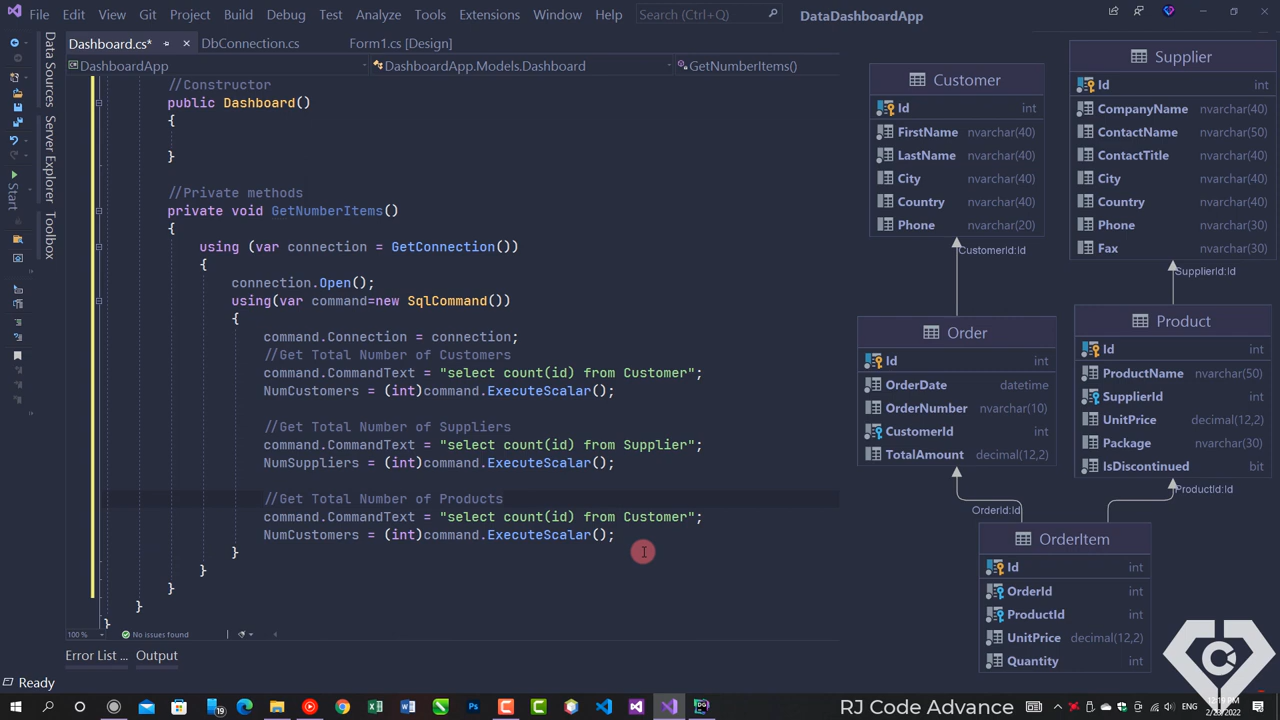 File Edit View Git Project Build Debug Test Analyze Tools Extensions Window Help Search (Ctrl+Q) DataDashboardApp
Dashboard.cs* DbConnection.cs Form1.cs [Design]
DashboardApp DashboardApp.Models.Dashboard GetNumberItems()
Data Sources
Server Explorer
Toolbox
Start
//Constructor
public Dashboard()
{
}
//Private methods
private void GetNumberItems()
{
using (var connection = GetConnection())
{
connection.Open();
using(var command=new SqlCommand())
{
command.Connection = connection;
//Get Total Number of Customers
command.CommandText = "select count(id) from Customer";
NumCustomers = (int)command.ExecuteScalar();
//Get Total Number of Suppliers
command.CommandText = "select count(id) from Supplier";
NumSuppliers = (int)command.ExecuteScalar();
//Get Total Number of Products
command.CommandText = "select count(id) from Customer";
NumCustomers = (int)command.ExecuteScalar();
}
}
}
}
}
100 % No issues found
Error List ... Output
Ready
Customer
Id int
FirstName nvarchar(40)
LastName nvarchar(40)
City nvarchar(40)
Country nvarchar(40)
Phone nvarchar(20)
CustomerId:Id
Supplier
Id int
CompanyName nvarchar(40)
ContactName nvarchar(50)
ContactTitle nvarchar(40)
City nvarchar(40)
Country nvarchar(40)
Phone nvarchar(30)
Fax nvarchar(30)
SupplierId:Id
Order
Id int
OrderDate datetime
OrderNumber nvarchar(10)
CustomerId int
TotalAmount decimal(12,2)
OrderId:Id
Product
Id int
ProductName nvarchar(50)
SupplierId int
UnitPrice decimal(12,2)
Package nvarchar(30)
IsDiscontinued bit
ProductId:Id
OrderItem
Id int
OrderId int
ProductId int
UnitPrice decimal(12,2)
Quantity int
RJ Code Advance
19
ENG
12:19 PM
2/23/2022